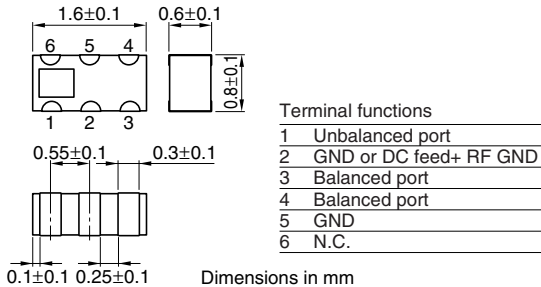 1.6±0.1 0.6±0.1
6 5 4
0.8±0.1
1 2 3
0.55±0.1 0.3±0.1
0.1±0.1 0.25±0.1
Dimensions in mm
Terminal functions
1 Unbalanced port
2 GND or DC feed+ RF GND
3 Balanced port
4 Balanced port
5 GND
6 N.C.